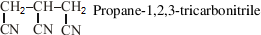 CH₂–CH–CH₂ Propane-1,2,3-tricarbonitrile
CN CN CN